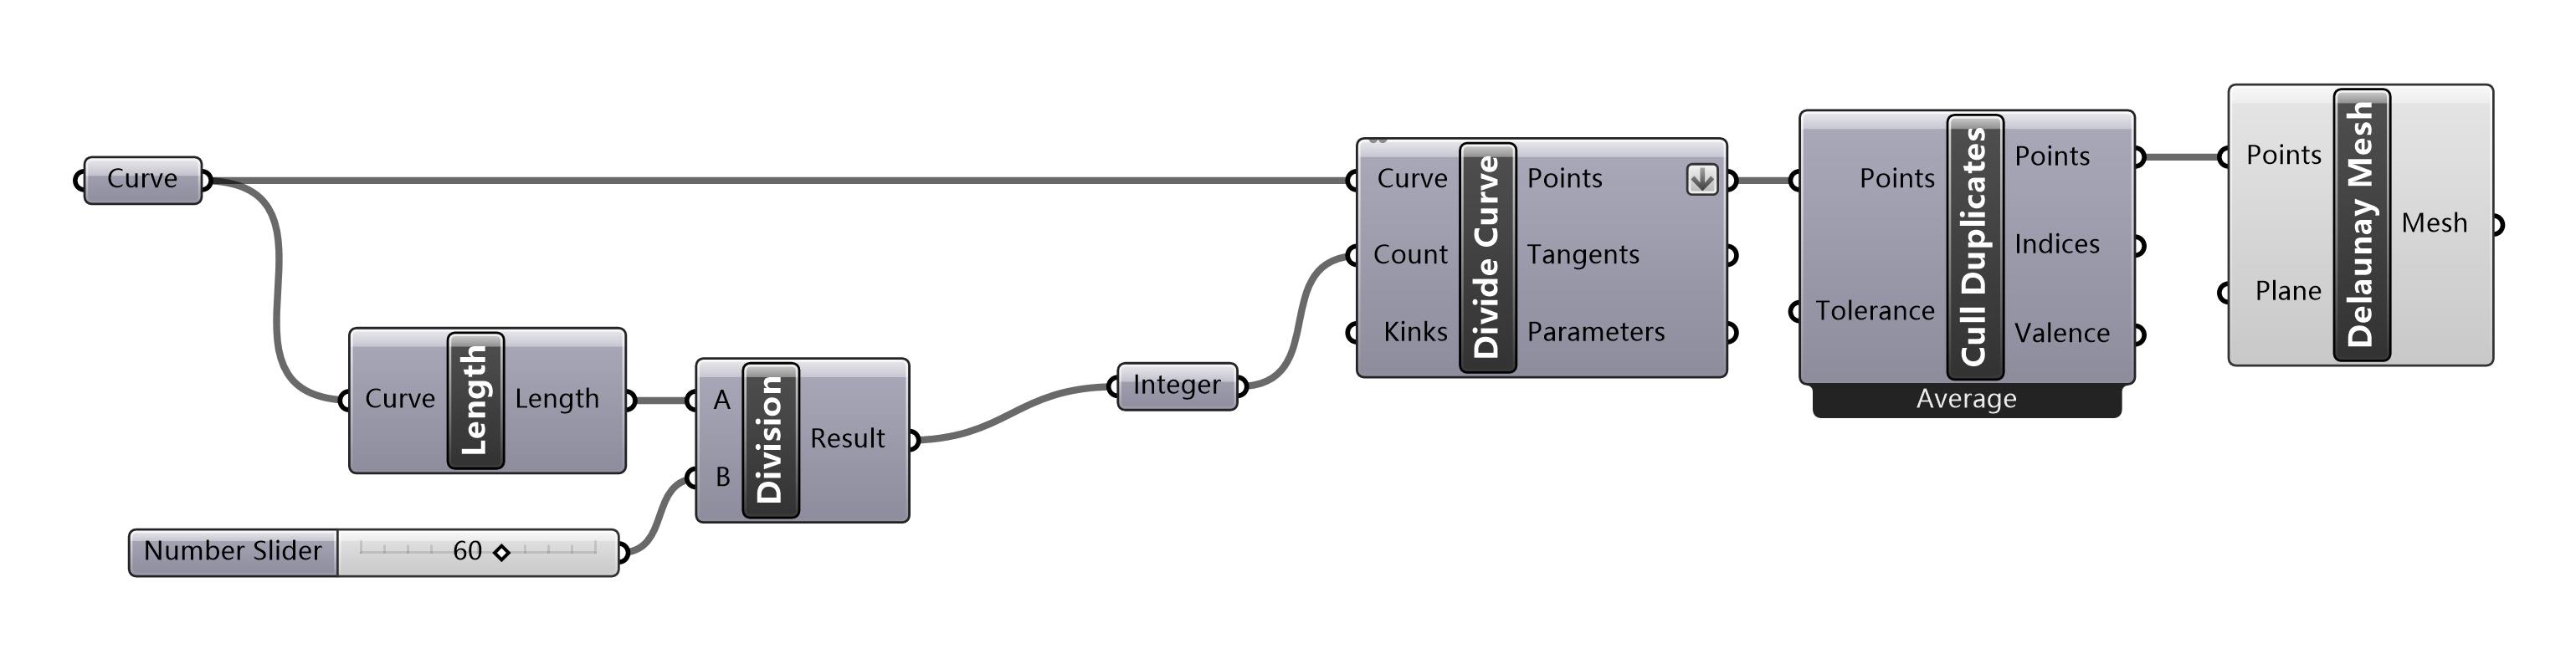 Curve
Curve
Length
Length
Number Slider
60
A
B
Division
Result
Integer
Curve
Count
Kinks
Divide Curve
Points
Tangents
Parameters
Points
Tolerance
Cull Duplicates
Points
Indices
Valence
Average
Points
Plane
Delaunay Mesh
Mesh